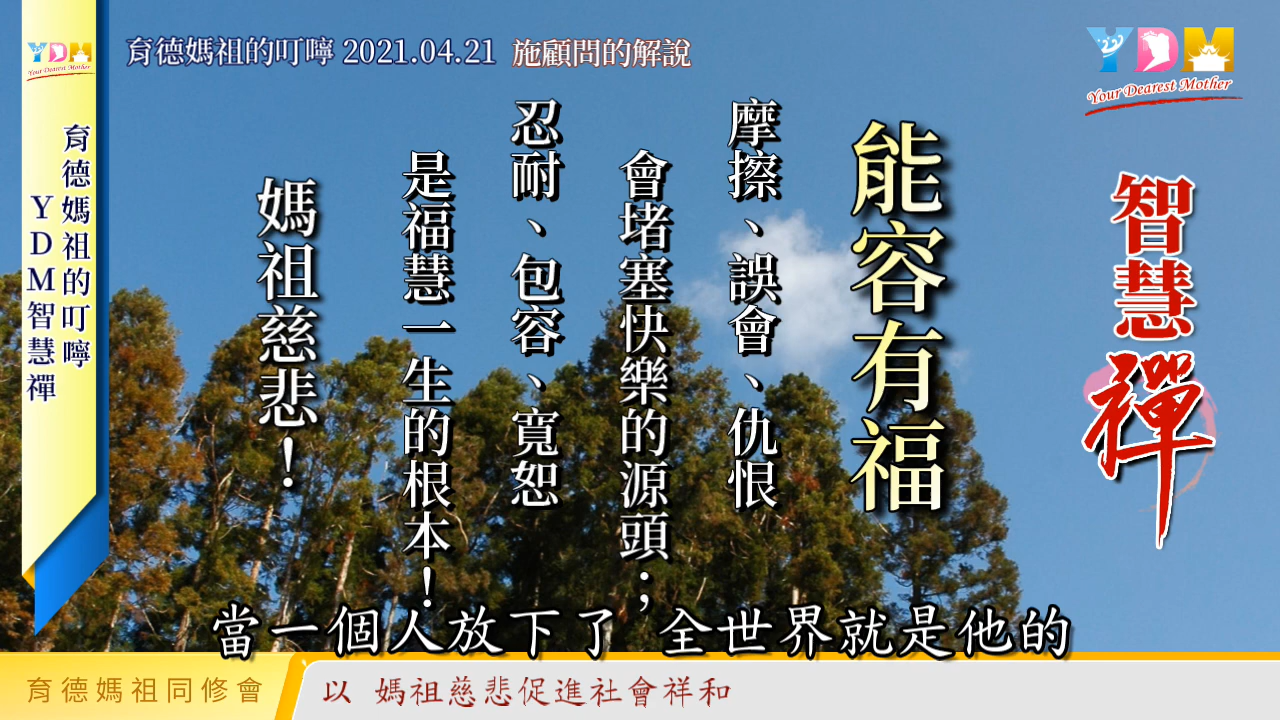 YDM
Your Dearest Mother
育德媽祖的叮嚀
YDM智慧禪
育德媽祖的叮嚀 2021.04.21 施顧問的解說
YDM
Your Dearest Mother
智慧禪
能容有福
摩擦、誤會、仇恨
會堵塞快樂的源頭；
忍耐、包容、寬恕
是福慧一生的根本！
媽祖慈悲！
當一個人放下了 全世界就是他的
育德媽祖同修會
以 媽祖慈悲促進社會祥和